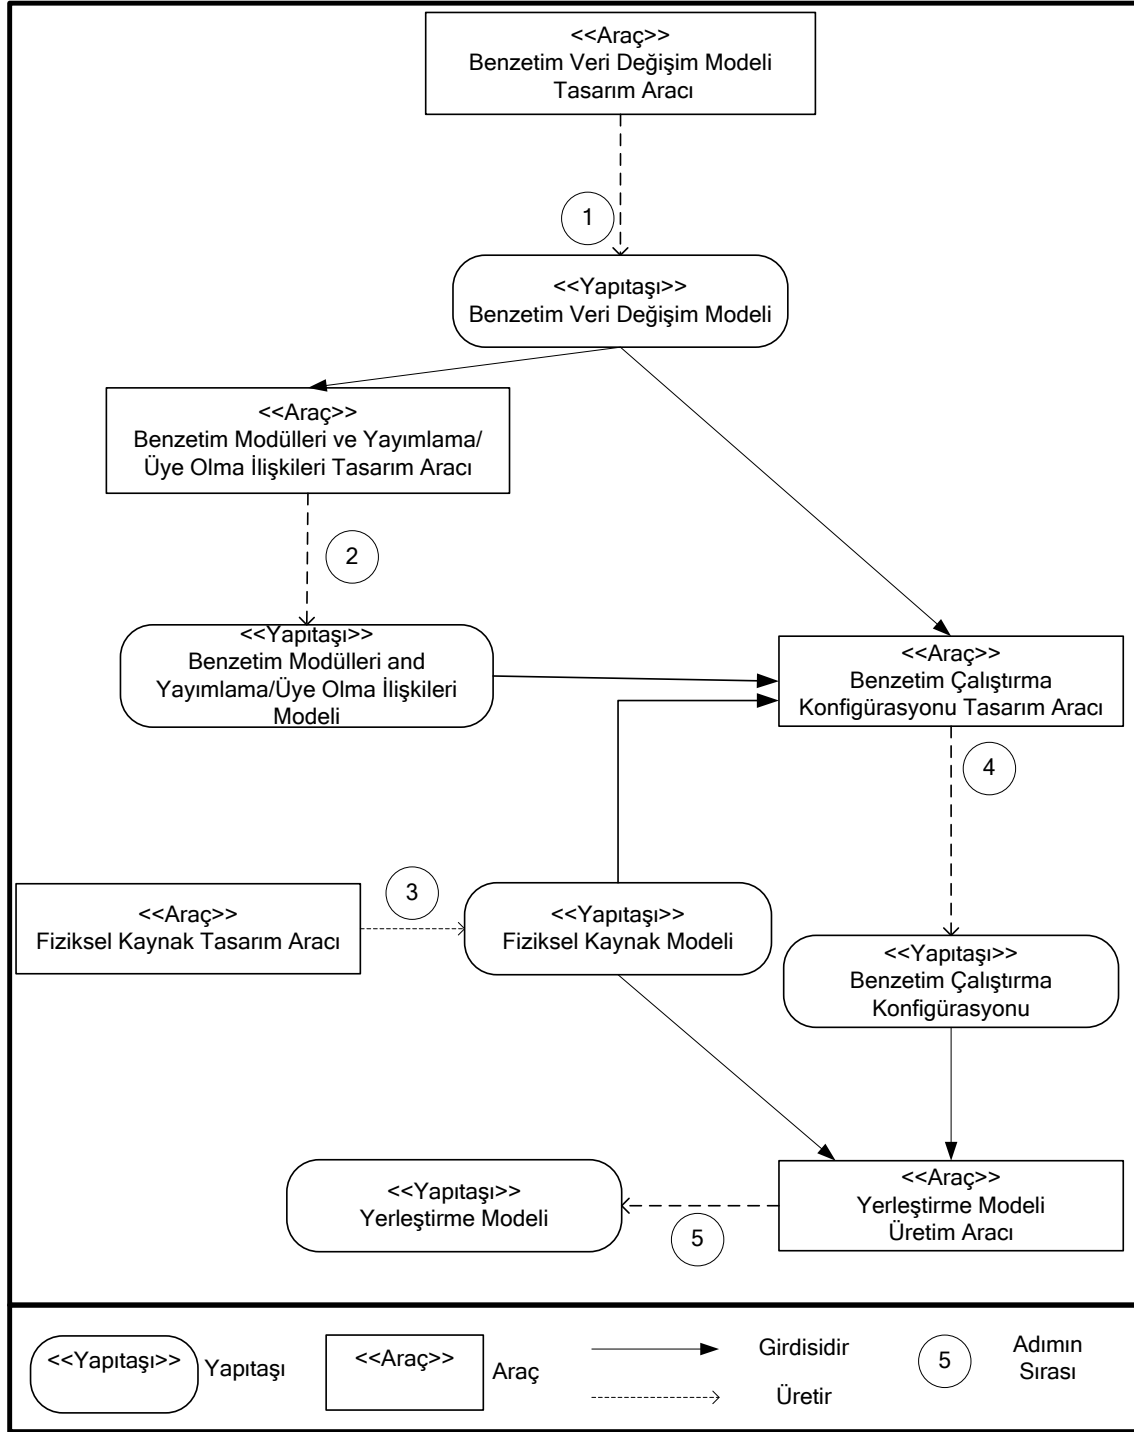 <<Araç>>
Benzetim Veri Değişim Modeli
Tasarım Aracı
1
<<Yapıtaşı>>
Benzetim Veri Değişim Modeli
<<Araç>>
Benzetim Modülleri ve Yayımlama/
Üye Olma İlişkileri Tasarım Aracı
2
<<Yapıtaşı>>
Benzetim Modülleri and
Yayımlama/Üye Olma İlişkileri
Modeli
<<Araç>>
Benzetim Çalıştırma
Konfigürasyonu Tasarım Aracı
4
3
<<Araç>>
Fiziksel Kaynak Tasarım Aracı
<<Yapıtaşı>>
Fiziksel Kaynak Modeli
<<Yapıtaşı>>
Benzetim Çalıştırma
Konfigürasyonu
<<Yapıtaşı>>
Yerleştirme Modeli
5
<<Araç>>
Yerleştirme Modeli
Üretim Aracı
<<Yapıtaşı>>
Yapıtaşı
<<Araç>>
Araç
Girdisidir
Üretir
5
Adımın
Sırası